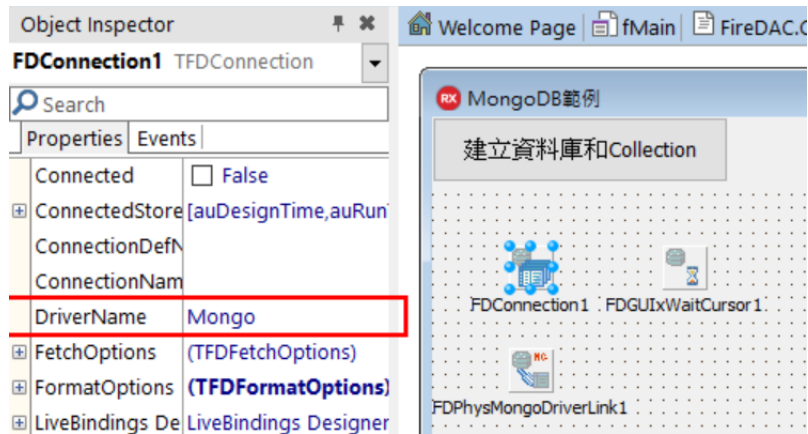 Object Inspector
FDConnection1 TFDConnection
Search
Properties Events
Connected False
ConnectedStore [auDesignTime,auRun
ConnectionDefN
ConnectionNam
DriverName Mongo
FetchOptions (TFDFetchOptions)
FormatOptions (TFDFormatOptions)
LiveBindings De LiveBindings Designer
Welcome Page fMain FireDAC.C
RX MongoDB範例
建立資料庫和Collection
FDConnection1 FDGUIxWaitCursor1
MG
FDPhysMongoDriverLink1